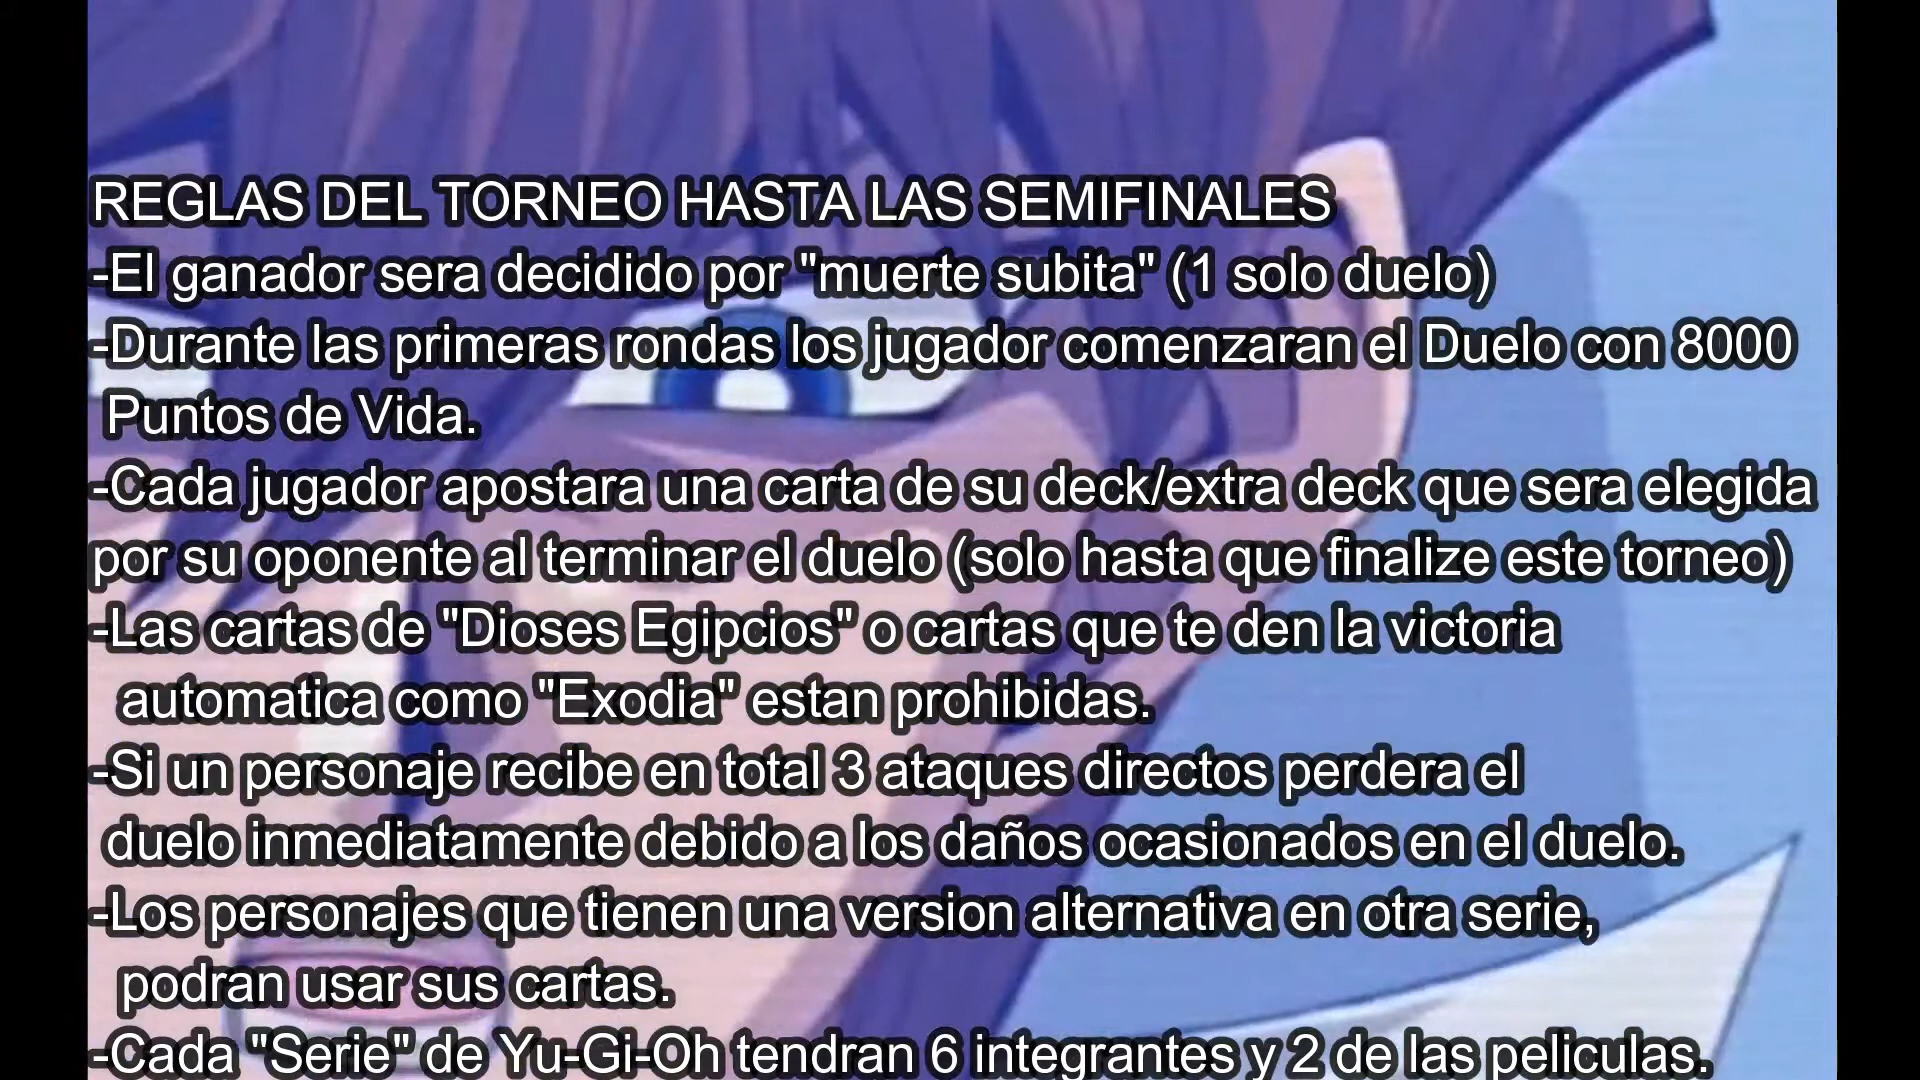 REGLAS DEL TORNEO HASTA LAS SEMIFINALES
-El ganador sera decidido por "muerte subita" (1 solo duelo)
-Durante las primeras rondas los jugador comenzaran el Duelo con 8000
Puntos de Vida.
-Cada jugador apostara una carta de su deck/extra deck que sera elegida
por su oponente al terminar el duelo (solo hasta que finalize este torneo)
-Las cartas de "Dioses Egipcios" o cartas que te den la victoria
automatica como "Exodia" estan prohibidas.
-Si un personaje recibe en total 3 ataques directos perdera el
duelo inmediatamente debido a los daños ocasionados en el duelo.
-Los personajes que tienen una version alternativa en otra serie,
podran usar sus cartas.
-Cada "Serie" de Yu-Gi-Oh tendran 6 integrantes y 2 de las peliculas.